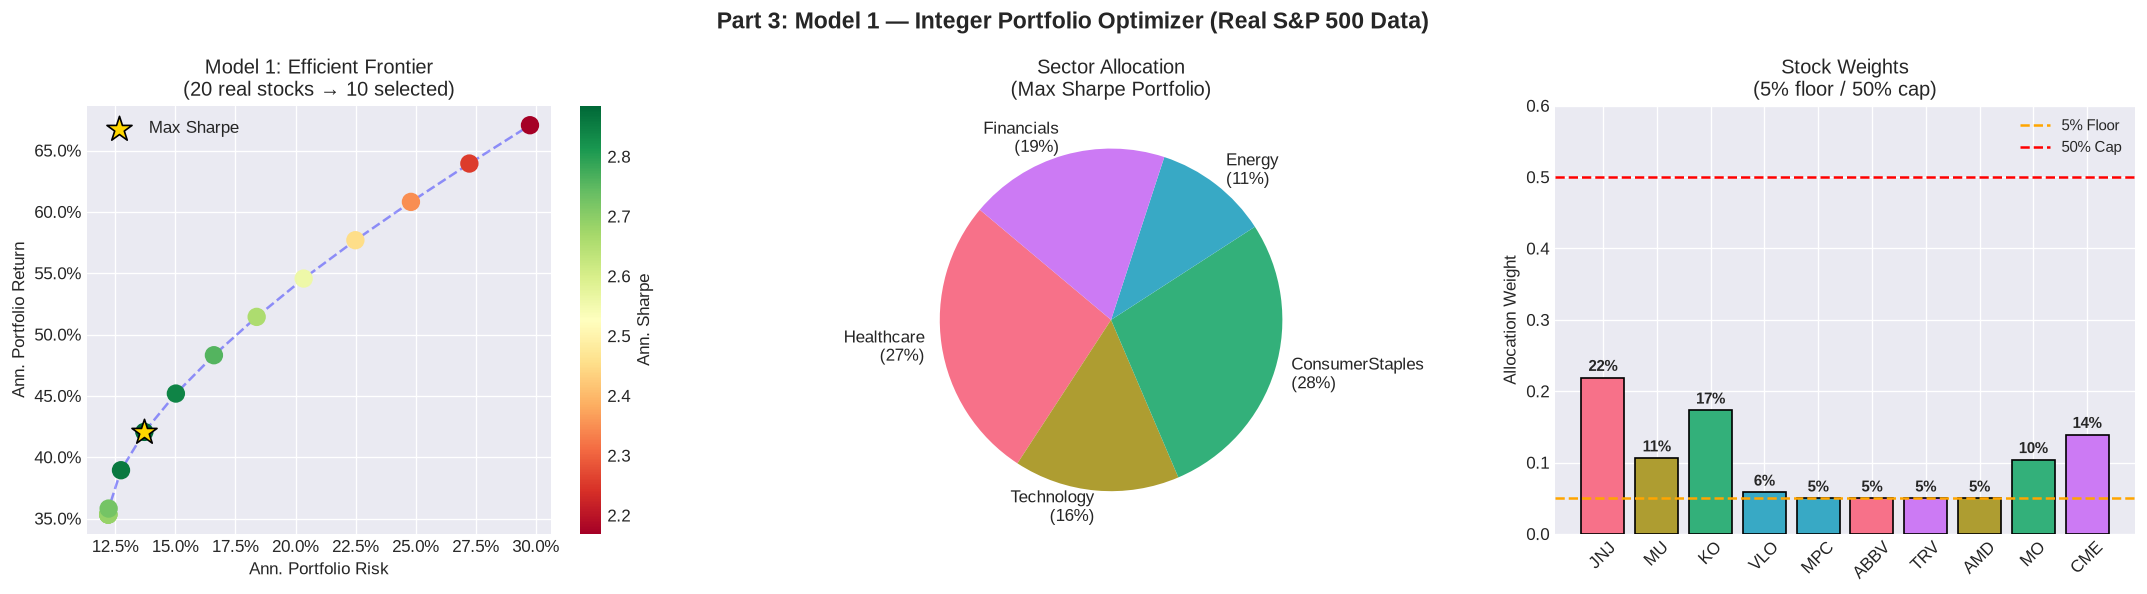 Part 3: Model 1 — Integer Portfolio Optimizer (Real S&P 500 Data)
Model 1: Efficient Frontier
(20 real stocks → 10 selected)
Max Sharpe
65.0%
60.0%
55.0%
50.0%
45.0%
40.0%
35.0%
Ann. Portfolio Return
12.5% 15.0% 17.5% 20.0% 22.5% 25.0% 27.5% 30.0%
Ann. Portfolio Risk
2.8
2.7
2.6
2.5
2.4
2.3
2.2
Ann. Sharpe
Sector Allocation
(Max Sharpe Portfolio)
Financials
(19%)
Energy
(11%)
Healthcare
(27%)
ConsumerStaples
(28%)
Technology
(16%)
Stock Weights
(5% floor / 50% cap)
5% Floor
50% Cap
0.6
0.5
0.4
0.3
0.2
0.1
0.0
Allocation Weight
22% 11% 17% 6% 5% 5% 5% 5% 10% 14%
JNJ MU KO VLO MPC ABBV TRV AMD MO CME